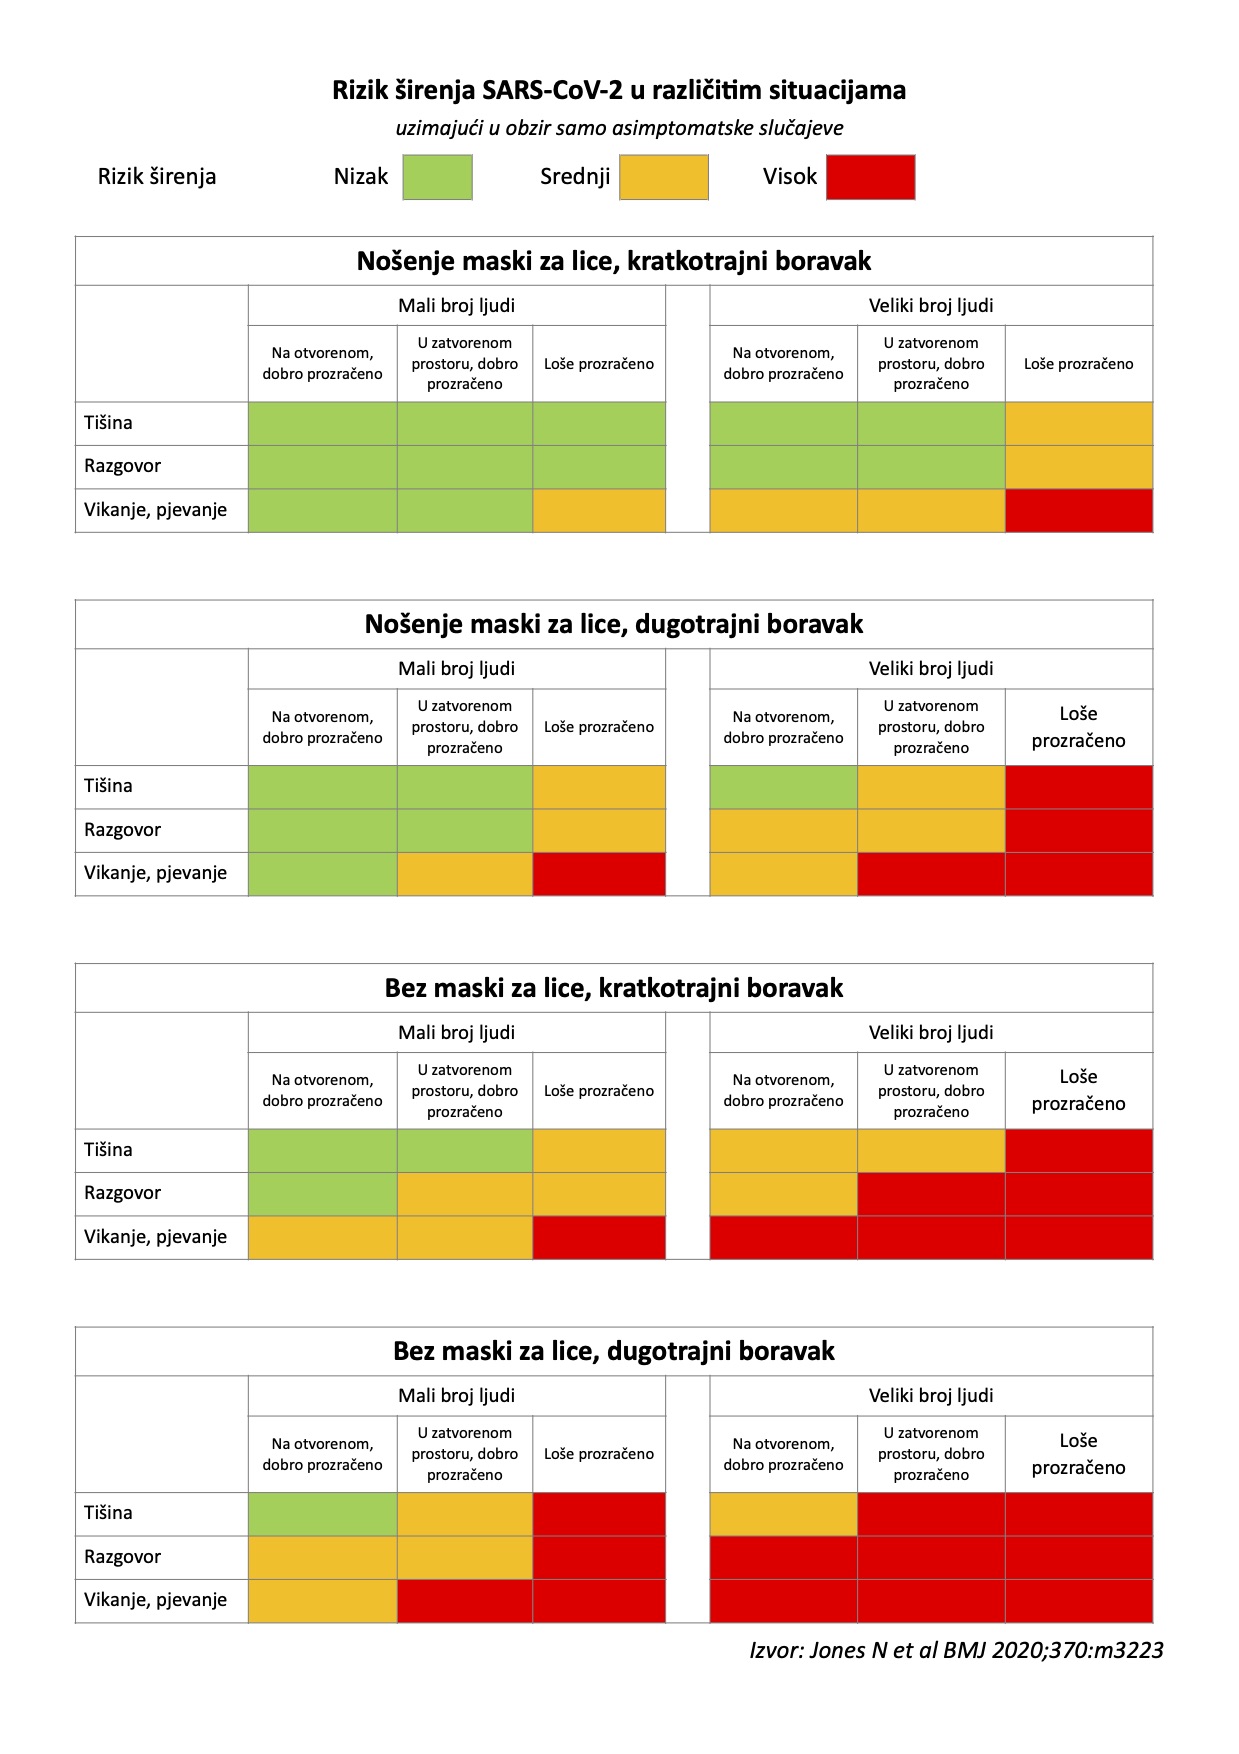 Rizik širenja SARS-CoV-2 u različitim situacijama
uzimajući u obzir samo asimptomatske slučajeve
Rizik širenja Nizak Srednji Visok
Nošenje maski za lice, kratkotrajni boravak
Mali broj ljudi Veliki broj ljudi
Na otvorenom, dobro prozračeno U zatvorenom prostoru, dobro prozračeno Loše prozračeno Na otvorenom, dobro prozračeno U zatvorenom prostoru, dobro prozračeno Loše prozračeno
Tišina
Razgovor
Vikanje, pjevanje
Nošenje maski za lice, dugotrajni boravak
Mali broj ljudi Veliki broj ljudi
Na otvorenom, dobro prozračeno U zatvorenom prostoru, dobro prozračeno Loše prozračeno Na otvorenom, dobro prozračeno U zatvorenom prostoru, dobro prozračeno Loše prozračeno
Tišina
Razgovor
Vikanje, pjevanje
Bez maski za lice, kratkotrajni boravak
Mali broj ljudi Veliki broj ljudi
Na otvorenom, dobro prozračeno U zatvorenom prostoru, dobro prozračeno Loše prozračeno Na otvorenom, dobro prozračeno U zatvorenom prostoru, dobro prozračeno Loše prozračeno
Tišina
Razgovor
Vikanje, pjevanje
Bez maski za lice, dugotrajni boravak
Mali broj ljudi Veliki broj ljudi
Na otvorenom, dobro prozračeno U zatvorenom prostoru, dobro prozračeno Loše prozračeno Na otvorenom, dobro prozračeno U zatvorenom prostoru, dobro prozračeno Loše prozračeno
Tišina
Razgovor
Vikanje, pjevanje
Izvor: Jones N et al BMJ 2020;370:m3223